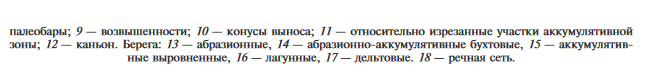 палеобары; 9 — возвышенности; 10 — конусы выноса; 11 — относительно изрезанные участки аккумулятивной
зоны; 12 — каньон. Берега: 13 — абразионные, 14 — абразионно-аккумулятивные бухтовые, 15 — аккумулятив-
ные выровненные, 16 — лагунные, 17 — дельтовые. 18 — речная сеть.